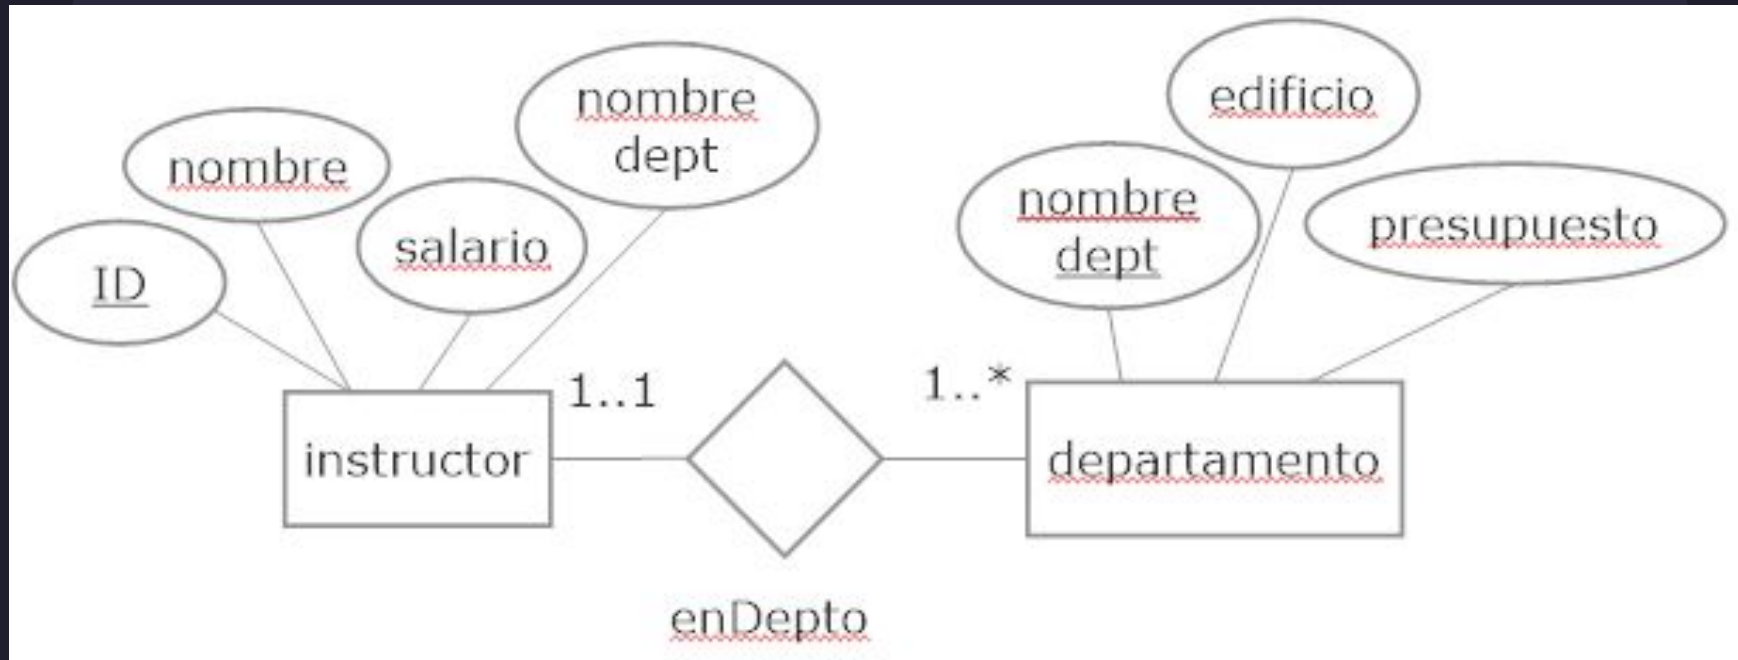 ID
nombre
salario
nombre
dept
nombre
dept
edificio
presupuesto
instructor
1..1
1..*
departamento
enDepto